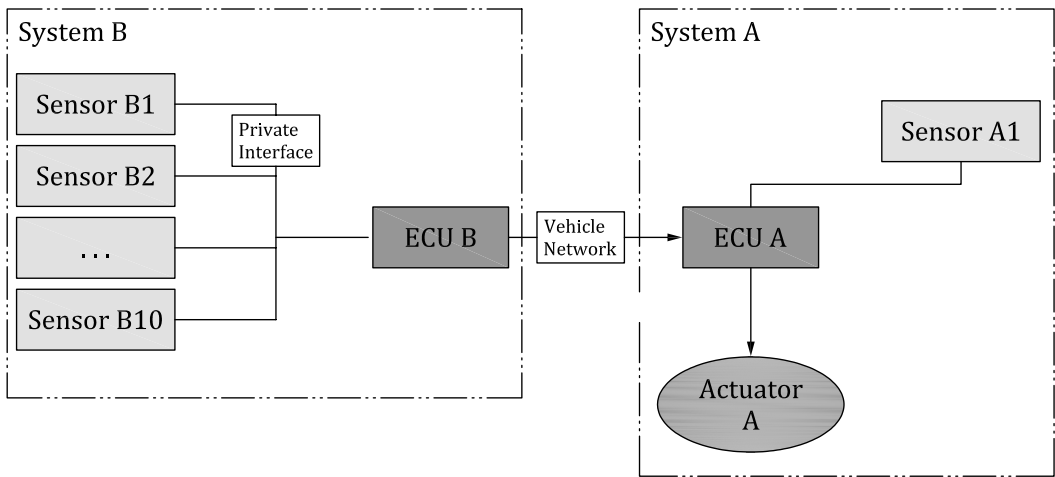 System B
Sensor B1
Private
Interface
Sensor B2
...
Sensor B10
ECU B
Vehicle
Network
System A
Sensor A1
ECU A
Actuator
A